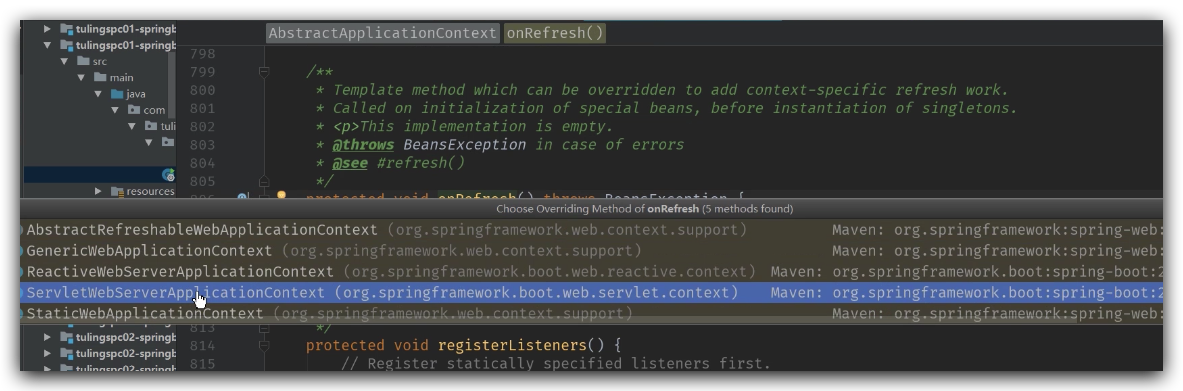 tulingspc01-springb
tulingspc01-springb
src
main
java
com
tuli
resources
AbstractApplicationContext onRefresh()
798
799 /**
800 * Template method which can be overridden to add context-specific refresh work.
801 * Called on initialization of special beans, before instantiation of singletons.
802 * <p>This implementation is empty.
803 * @throws BeansException in case of errors
804 * @see #refresh()
805 */
protected void onRefresh() throws BeansException {
Choose Overriding Method of onRefresh (5 methods found)
AbstractRefreshableWebApplicationContext (org.springframework.web.context.support) Maven: org.springframework:spring-web:
GenericWebApplicationContext (org.springframework.web.context.support) Maven: org.springframework:spring-web:
ReactiveWebServerApplicationContext (org.springframework.boot.web.reactive.context) Maven: org.springframework.boot:spring-boot:2
ServletWebServerApplicationContext (org.springframework.boot.web.servlet.context) Maven: org.springframework.boot:spring-boot:2
StaticWebApplicationContext (org.springframework.web.context.support) Maven: org.springframework:spring-web:
813 */
tulingspc02-springb
814 protected void registerListeners() {
tulingspc02-springb
815 // Register statically specified listeners first.
tulingspc02-springb